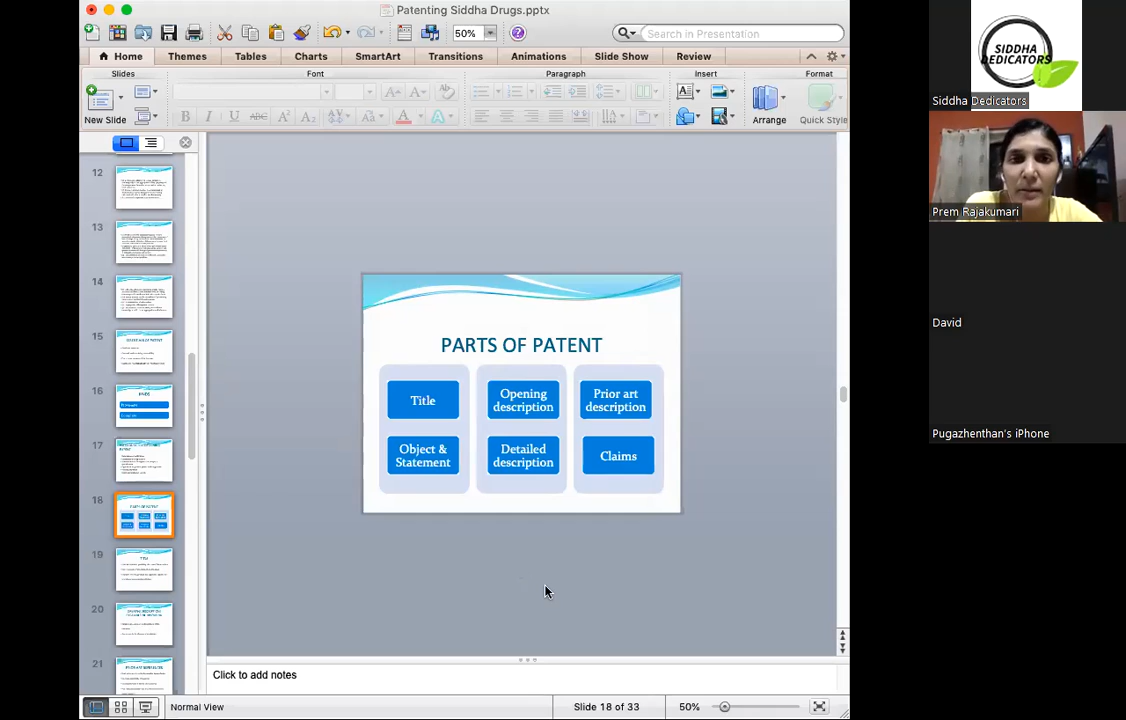 Patenting Siddha Drugs.pptx
50%
Search in Presentation
Home
Themes
Tables
Charts
SmartArt
Transitions
Animations
Slide Show
Review
Slides
Font
Paragraph
Insert
Format
New Slide
Arrange
Quick Style
12
13
14
15
16
17
18
19
20
21
PARTS OF PATENT
Title
Opening
description
Prior art
description
Object &
Statement
Detailed
description
Claims
Click to add notes
Normal View
Slide 18 of 33
50%
SIDDHA
DEDICATORS
Siddha Dedicators
Prem Rajakumari
David
Pugazhenthan's iPhone